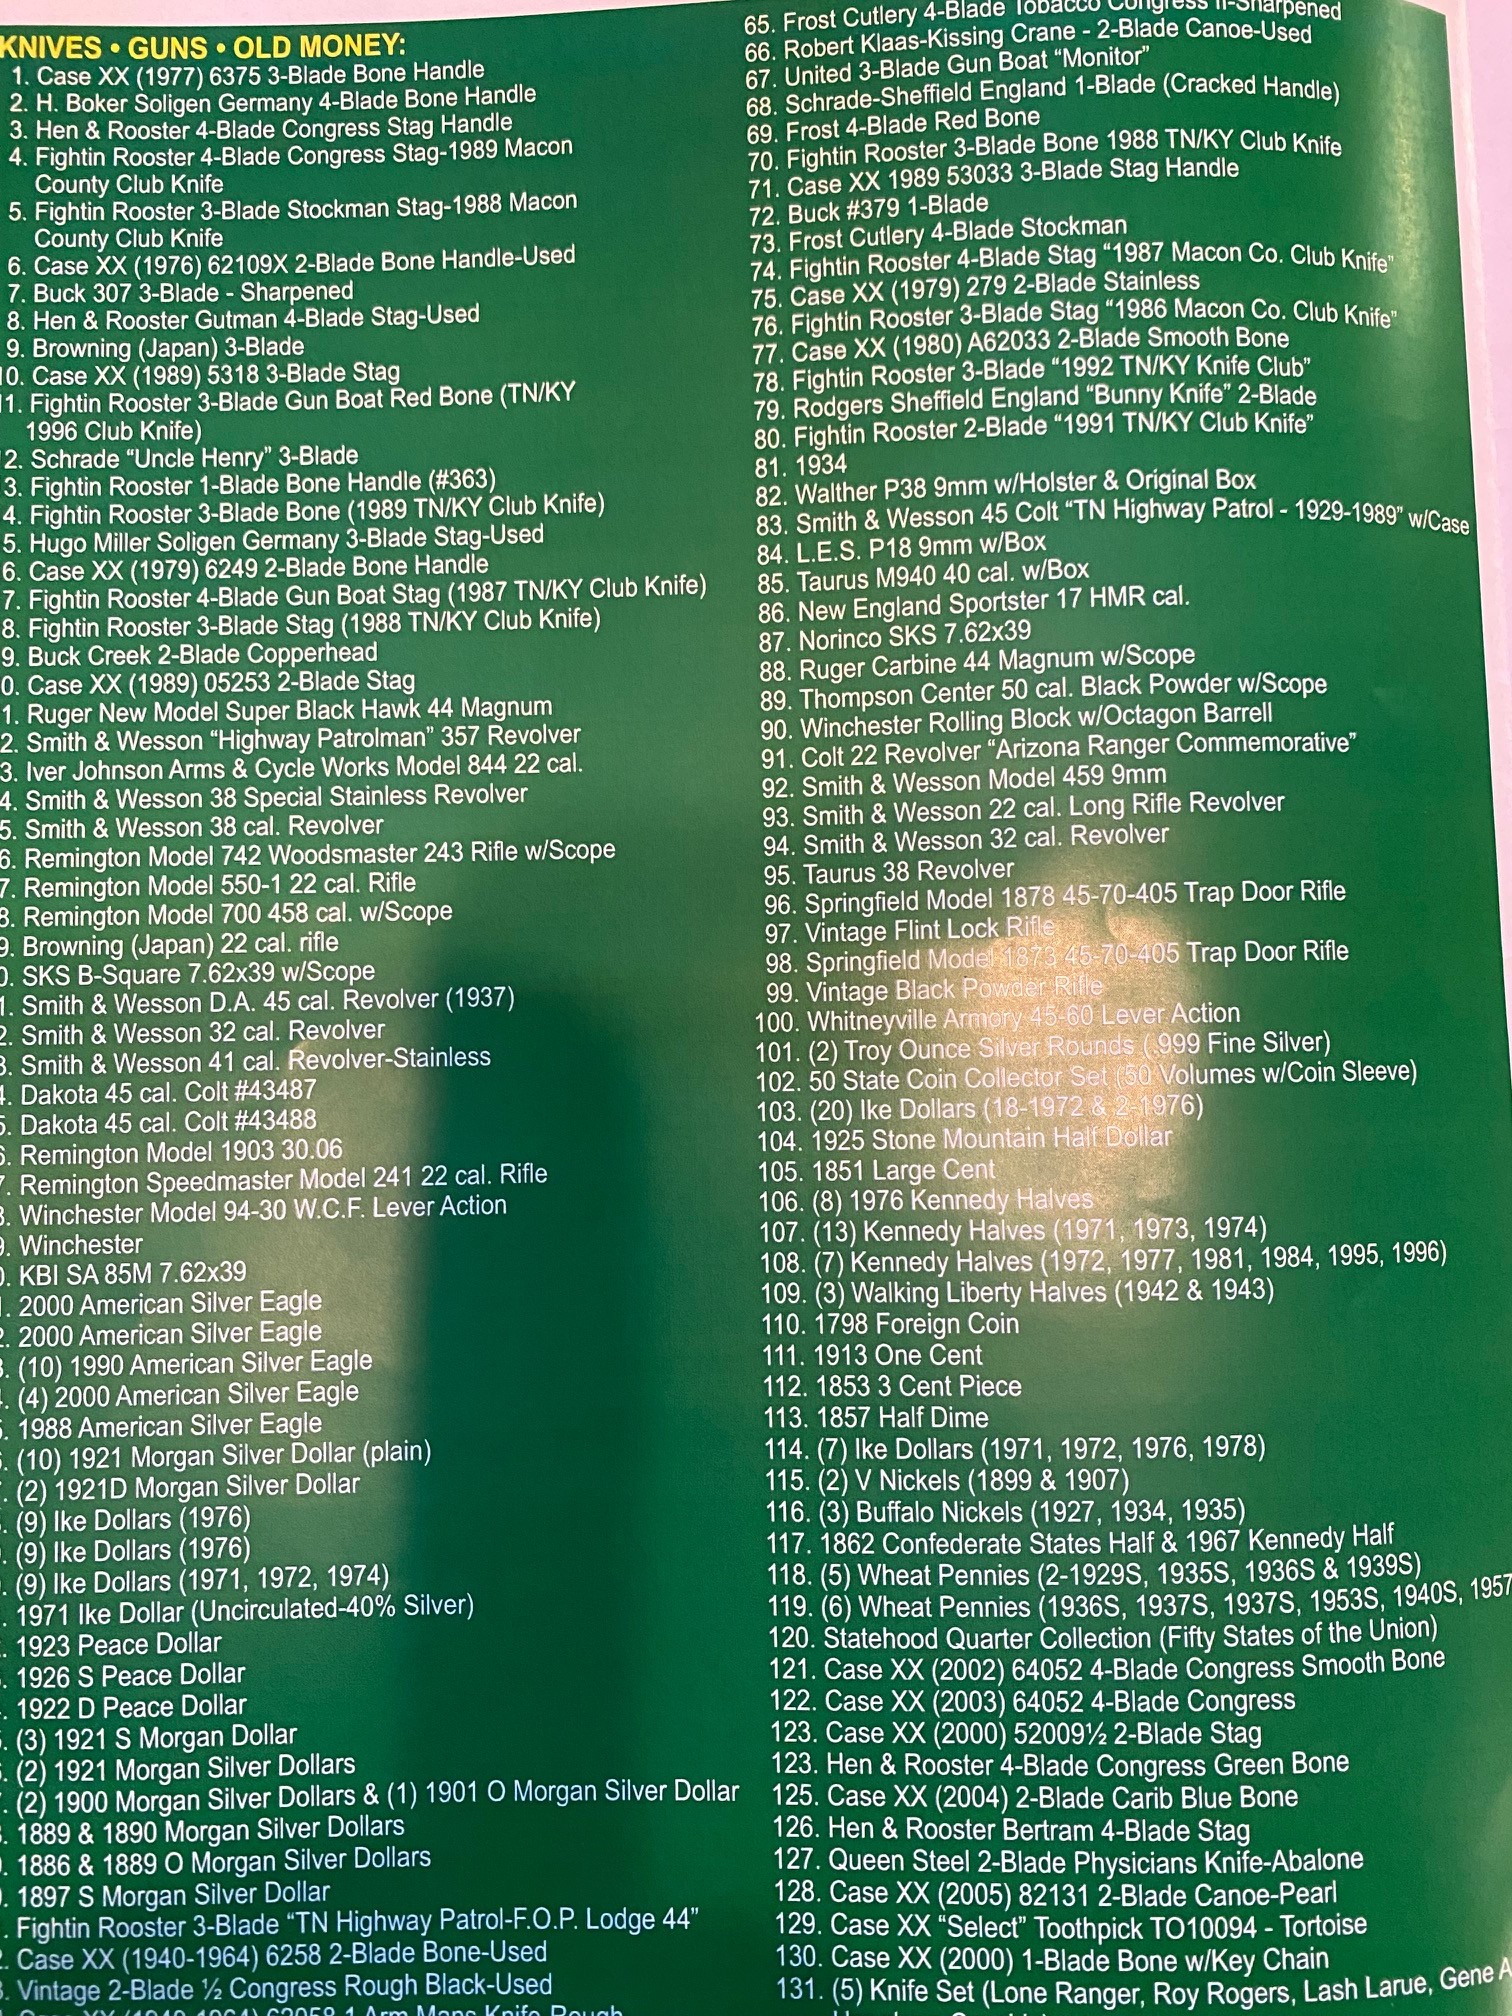 KNIVES • GUNS • OLD MONEY:
1. Case XX (1977) 6375 3-Blade Bone Handle
2. H. Boker Soligen Germany 4-Blade Bone Handle
3. Hen & Rooster 4-Blade Congress Stag Handle
4. Fightin Rooster 4-Blade Congress Stag-1989 Macon
County Club Knife
5. Fightin Rooster 3-Blade Stockman Stag-1988 Macon
County Club Knife
6. Case XX (1976) 62109X 2-Blade Bone Handle-Used
7. Buck 307 3-Blade - Sharpened
8. Hen & Rooster Gutman 4-Blade Stag-Used
9. Browning (Japan) 3-Blade
0. Case XX (1989) 5318 3-Blade Stag
1. Fightin Rooster 3-Blade Gun Boat Red Bone (TN/KY
1996 Club Knife)
2. Schrade “Uncle Henry” 3-Blade
3. Fightin Rooster 1-Blade Bone Handle (#363)
4. Fightin Rooster 3-Blade Bone (1989 TN/KY Club Knife)
5. Hugo Miller Soligen Germany 3-Blade Stag-Used
6. Case XX (1979) 6249 2-Blade Bone Handle
7. Fightin Rooster 4-Blade Gun Boat Stag (1987 TN/KY Club Knife)
8. Fightin Rooster 3-Blade Stag (1988 TN/KY Club Knife)
9. Buck Creek 2-Blade Copperhead
0. Case XX (1989) 05253 2-Blade Stag
1. Ruger New Model Super Black Hawk 44 Magnum
2. Smith & Wesson “Highway Patrolman” 357 Revolver
3. Iver Johnson Arms & Cycle Works Model 844 22 cal.
4. Smith & Wesson 38 Special Stainless Revolver
5. Smith & Wesson 38 cal. Revolver
6. Remington Model 742 Woodsmaster 243 Rifle w/Scope
7. Remington Model 550-1 22 cal. Rifle
8. Remington Model 700 458 cal. w/Scope
9. Browning (Japan) 22 cal. rifle
0. SKS B-Square 7.62x39 w/Scope
1. Smith & Wesson D.A. 45 cal. Revolver (1937)
2. Smith & Wesson 32 cal. Revolver
3. Smith & Wesson 41 cal. Revolver-Stainless
4. Dakota 45 cal. Colt #43487
5. Dakota 45 cal. Colt #43488
6. Remington Model 1903 30.06
7. Remington Speedmaster Model 241 22 cal. Rifle
8. Winchester Model 94-30 W.C.F. Lever Action
9. Winchester
0. KBI SA 85M 7.62x39
. 2000 American Silver Eagle
2000 American Silver Eagle
(10) 1990 American Silver Eagle
(4) 2000 American Silver Eagle
1988 American Silver Eagle
(10) 1921 Morgan Silver Dollar (plain)
(2) 1921D Morgan Silver Dollar
(9) Ike Dollars (1976)
(9) Ike Dollars (1976)
(9) Ike Dollars (1971, 1972, 1974)
1971 Ike Dollar (Uncirculated-40% Silver)
1923 Peace Dollar
1926 S Peace Dollar
1922 D Peace Dollar
(3) 1921 S Morgan Dollar
(2) 1921 Morgan Silver Dollars
(2) 1900 Morgan Silver Dollars & (1) 1901 O Morgan Silver Dollar
1889 & 1890 Morgan Silver Dollars
1886 & 1889 O Morgan Silver Dollars
1897 S Morgan Silver Dollar
Fightin Rooster 3-Blade “TN Highway Patrol-F.O.P. Lodge 44”
Case XX (1940-1964) 6258 2-Blade Bone-Used
Vintage 2-Blade ½ Congress Rough Black-Used
65. Frost Cutlery 4-Blade Tobacco Congress II-Sharpened
66. Robert Klaas-Kissing Crane - 2-Blade Canoe-Used
67. United 3-Blade Gun Boat “Monitor”
68. Schrade-Sheffield England 1-Blade (Cracked Handle)
69. Frost 4-Blade Red Bone
70. Fightin Rooster 3-Blade Bone 1988 TN/KY Club Knife
71. Case XX 1989 53033 3-Blade Stag Handle
72. Buck #379 1-Blade
73. Frost Cutlery 4-Blade Stockman
74. Fightin Rooster 4-Blade Stag “1987 Macon Co. Club Knife”
75. Case XX (1979) 279 2-Blade Stainless
76. Fightin Rooster 3-Blade Stag “1986 Macon Co. Club Knife”
77. Case XX (1980) A62033 2-Blade Smooth Bone
78. Fightin Rooster 3-Blade “1992 TN/KY Knife Club”
79. Rodgers Sheffield England “Bunny Knife” 2-Blade
80. Fightin Rooster 2-Blade “1991 TN/KY Club Knife”
81. 1934
82. Walther P38 9mm w/Holster & Original Box
83. Smith & Wesson 45 Colt “TN Highway Patrol - 1929-1989” w/Case
84. L.E.S. P18 9mm w/Box
85. Taurus M940 40 cal. w/Box
86. New England Sportster 17 HMR cal.
87. Norinco SKS 7.62x39
88. Ruger Carbine 44 Magnum w/Scope
89. Thompson Center 50 cal. Black Powder w/Scope
90. Winchester Rolling Block w/Octagon Barrell
91. Colt 22 Revolver “Arizona Ranger Commemorative”
92. Smith & Wesson Model 459 9mm
93. Smith & Wesson 22 cal. Long Rifle Revolver
94. Smith & Wesson 32 cal. Revolver
95. Taurus 38 Revolver
96. Springfield Model 1878 45-70-405 Trap Door Rifle
97. Vintage Flint Lock Rifle
98. Springfield Model 1873 45-70-405 Trap Door Rifle
99. Vintage Black Powder Rifle
100. Whitneyville Armory 45-60 Lever Action
101. (2) Troy Ounce Silver Rounds (.999 Fine Silver)
102. 50 State Coin Collector Set (50 Volumes w/Coin Sleeve)
103. (20) Ike Dollars (18-1972 & 2-1976)
104. 1925 Stone Mountain Half Dollar
105. 1851 Large Cent
106. (8) 1976 Kennedy Halves
107. (13) Kennedy Halves (1971, 1973, 1974)
108. (7) Kennedy Halves (1972, 1977, 1981, 1984, 1995, 1996)
109. (3) Walking Liberty Halves (1942 & 1943)
110. 1798 Foreign Coin
111. 1913 One Cent
112. 1853 3 Cent Piece
113. 1857 Half Dime
114. (7) Ike Dollars (1971, 1972, 1976, 1978)
115. (2) V Nickels (1899 & 1907)
116. (3) Buffalo Nickels (1927, 1934, 1935)
117. 1862 Confederate States Half & 1967 Kennedy Half
118. (5) Wheat Pennies (2-1929S, 1935S, 1936S & 1939S)
119. (6) Wheat Pennies (1936S, 1937S, 1937S, 1953S, 1940S, 1957
120. Statehood Quarter Collection (Fifty States of the Union)
121. Case XX (2002) 64052 4-Blade Congress Smooth Bone
122. Case XX (2003) 64052 4-Blade Congress
123. Case XX (2000) 52009½ 2-Blade Stag
123. Hen & Rooster 4-Blade Congress Green Bone
125. Case XX (2004) 2-Blade Carib Blue Bone
126. Hen & Rooster Bertram 4-Blade Stag
127. Queen Steel 2-Blade Physicians Knife-Abalone
128. Case XX (2005) 82131 2-Blade Canoe-Pearl
129. Case XX “Select” Toothpick TO10094 - Tortoise
130. Case XX (2000) 1-Blade Bone w/Key Chain
131. (5) Knife Set (Lone Ranger, Roy Rogers, Lash Larue, Gene A